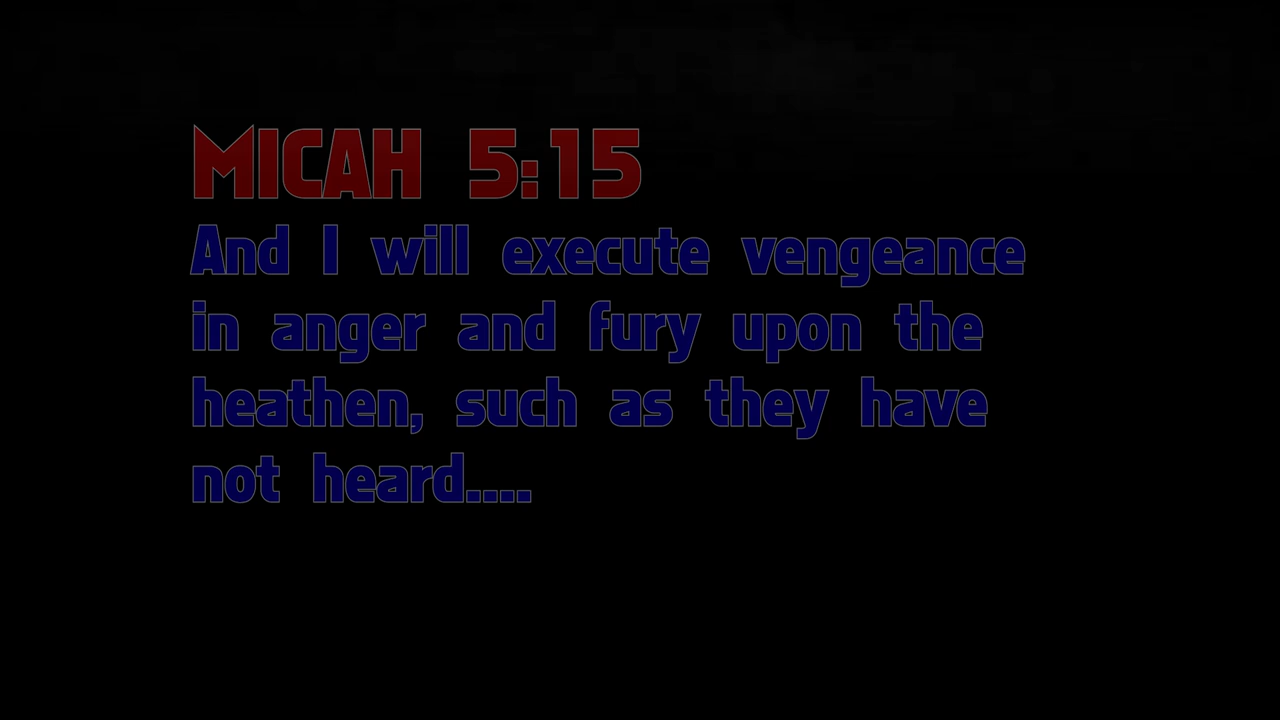 MICAH 5:15
And I will execute vengeance
in anger and fury upon the
heathen, such as they have
not heard....